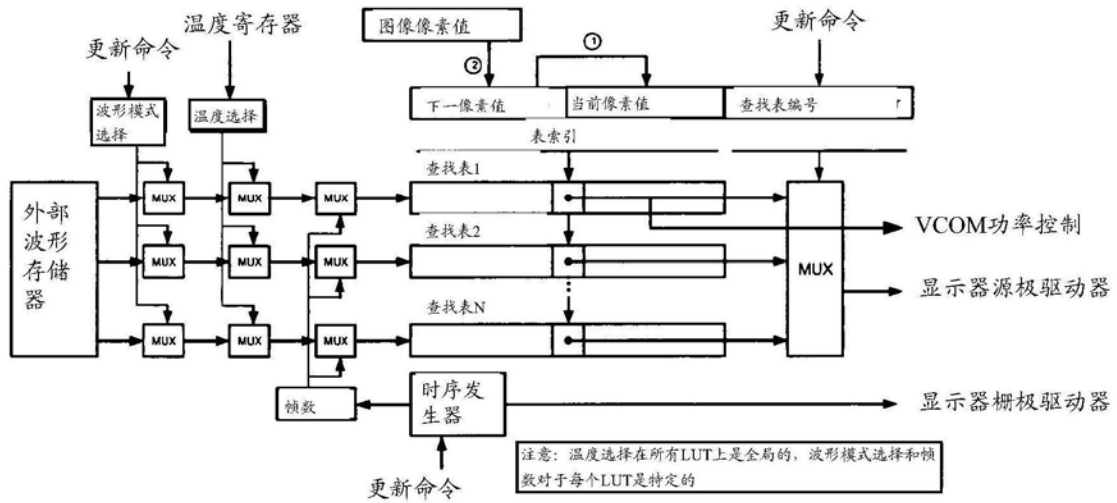 温度寄存器
更新命令
图像像素值
更新命令
①
②
波形模式
选择
温度选择
下一像素值
当前像素值
查找表编号
r
表索引
查找表1
MUX
MUX
MUX
外部
波形
存储
器
查找表2
VCOM功率控制
MUX
MUX
MUX
MUX
显示器源极驱动器
查找表N
MUX
MUX
MUX
帧数
时序发
生器
显示器栅极驱动器
注意：温度选择在所有LUT上是全局的，波形模式选择和帧
数对于每个LUT是特定的
更新命令